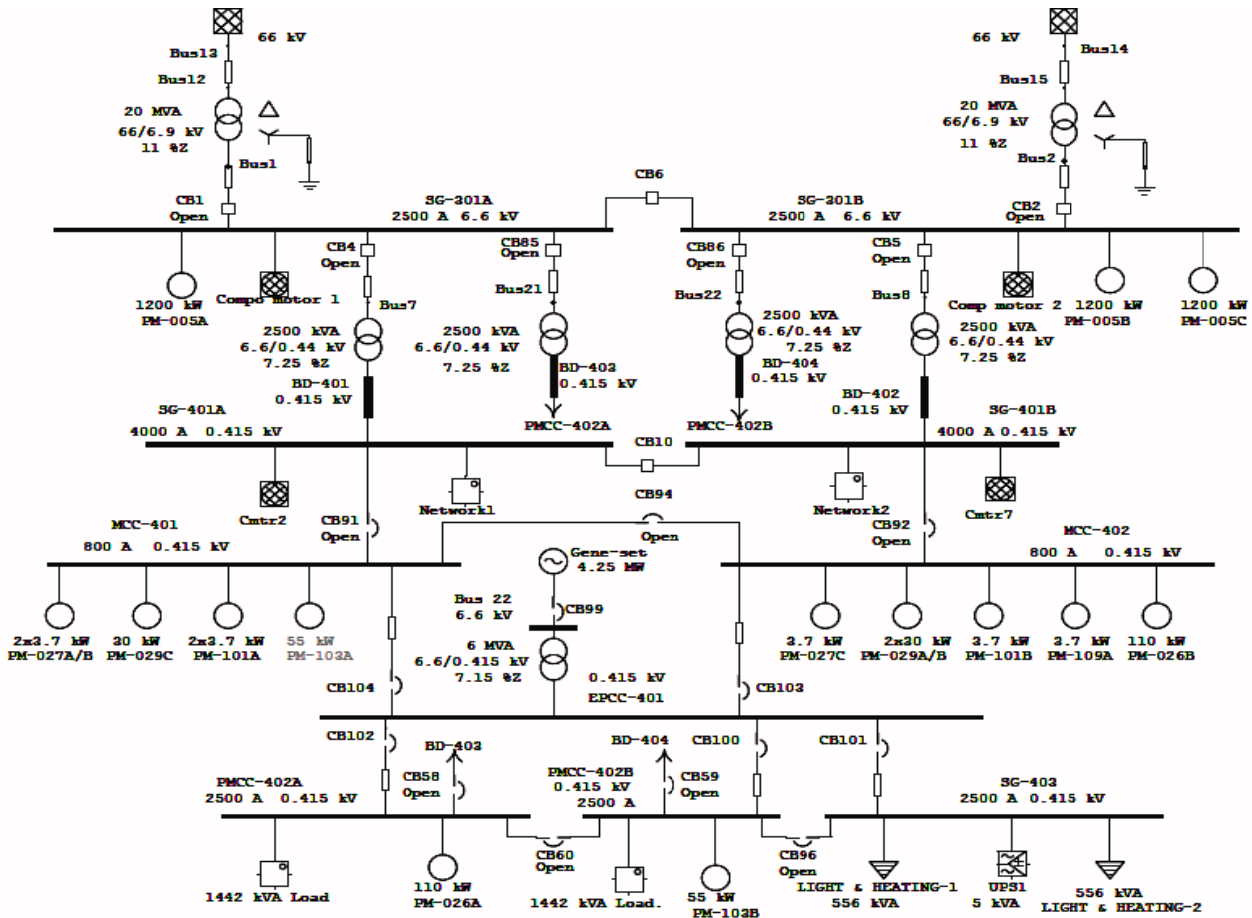 66 kV
Bus13
Bus12
20 MVA
66/6.9 kV
11 %Z
Bus1
CB1
Open
66 kV
Bus14
Bus15
20 MVA
66/6.9 kV
11 %Z
Bus2
CB2
Open
CB6
SG-301A
2500 A 6.6 kV
SG-301B
2500 A 6.6 kV
CB4
Open
CB85
Open
CB86
Open
CB5
Open
1200 kW
PM-005A
Compo motor 1
Bus7
Bus21
Bus22
Bus8
Comp motor 2
1200 kW
PM-005B
1200 kW
PM-005C
2500 kVA
6.6/0.44 kV
7.25 %Z
2500 kVA
6.6/0.44 kV
7.25 %Z
2500 kVA
6.6/0.44 kV
7.25 %Z
2500 kVA
6.6/0.44 kV
7.25 %Z
BD-401
0.415 kV
BD-403
0.415 kV
BD-404
0.415 kV
BD-402
0.415 kV
PMCC-402A
PMCC-402B
SG-401A
4000 A 0.415 kV
CB10
SG-401B
4000 A 0.415 kV
Cmtr2
Network1
Network2
Cmtr7
CB94
Open
CB91
Open
CB92
Open
MCC-401
800 A 0.415 kV
MCC-402
800 A 0.415 kV
Gene-set
4.25 MW
Bus 22
6.6 kV
CB99
2x3.7 kW
PM-027A/B
30 kW
PM-029C
2x3.7 kW
PM-101A
55 kW
PM-103A
3.7 kW
PM-027C
2x30 kW
PM-029A/B
3.7 kW
PM-101B
3.7 kW
PM-109A
110 kW
PM-026B
6 MVA
6.6/0.415 kV
7.15 %Z
0.415 kV
EPCC-401
CB104
CB103
CB102
BD-403
BD-404
CB100
CB101
CB58
Open
CB59
Open
PMCC-402A
2500 A 0.415 kV
PMCC-402B
0.415 kV
2500 A
SG-403
2500 A 0.415 kV
CB60
Open
CB96
Open
1442 kVA Load
110 kW
PM-026A
1442 kVA Load.
55 kW
PM-103B
LIGHT & HEATING-1
556 kVA
UPS1
5 kVA
556 kVA
LIGHT & HEATING-2